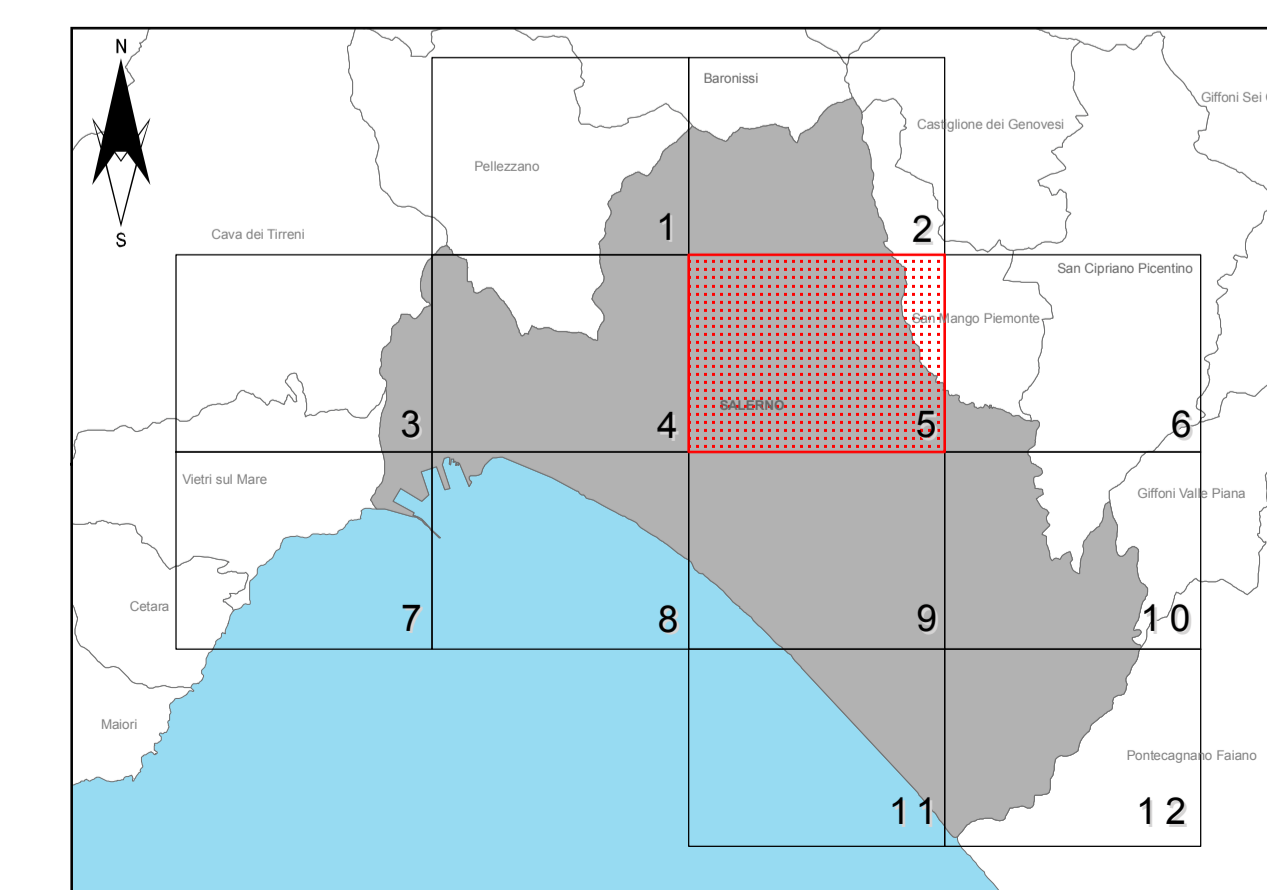 N
Baronissi
Giffoni Sei
Castiglione dei Genovesi
Pellezzano
1
2
Cava dei Tirreni
S
San Cipriano Picentino
San Mango Piemonte
SALERNO
3
4
5
6
Vietri sul Mare
Giffoni Valle Piana
Cetara
7
8
9
10
Maiori
Pontecagnano Faiano
11
12